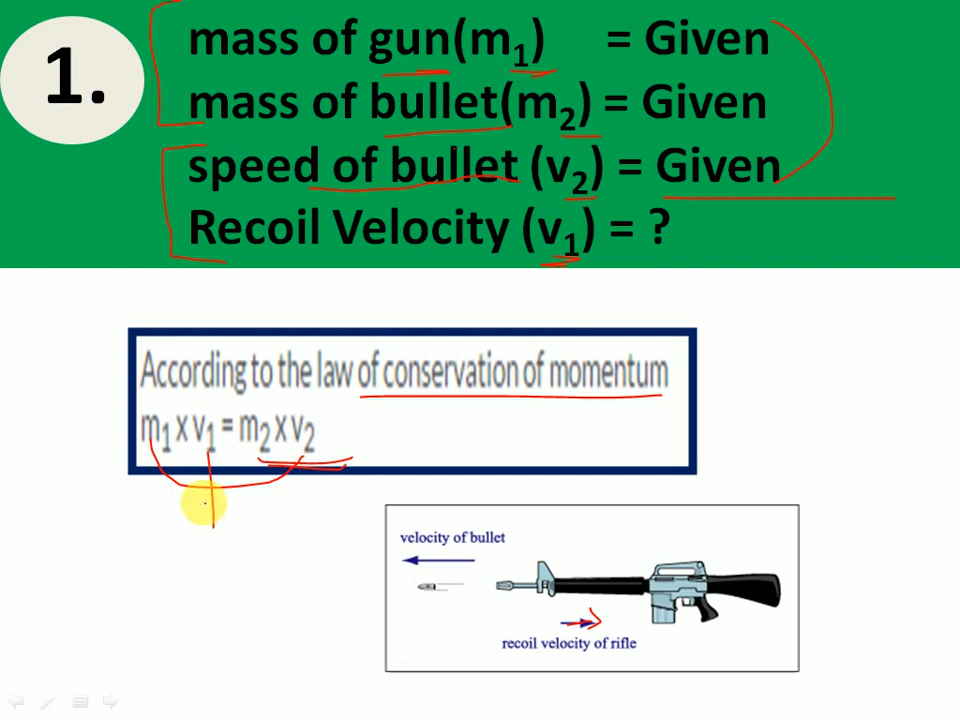 1.
mass of gun(m₁) = Given
mass of bullet(m₂) = Given
speed of bullet (v₂) = Given
Recoil Velocity (v₁) = ?
According to the law of conservation of momentum
m₁ x v₁ = m₂ x v₂
velocity of bullet
recoil velocity of rifle